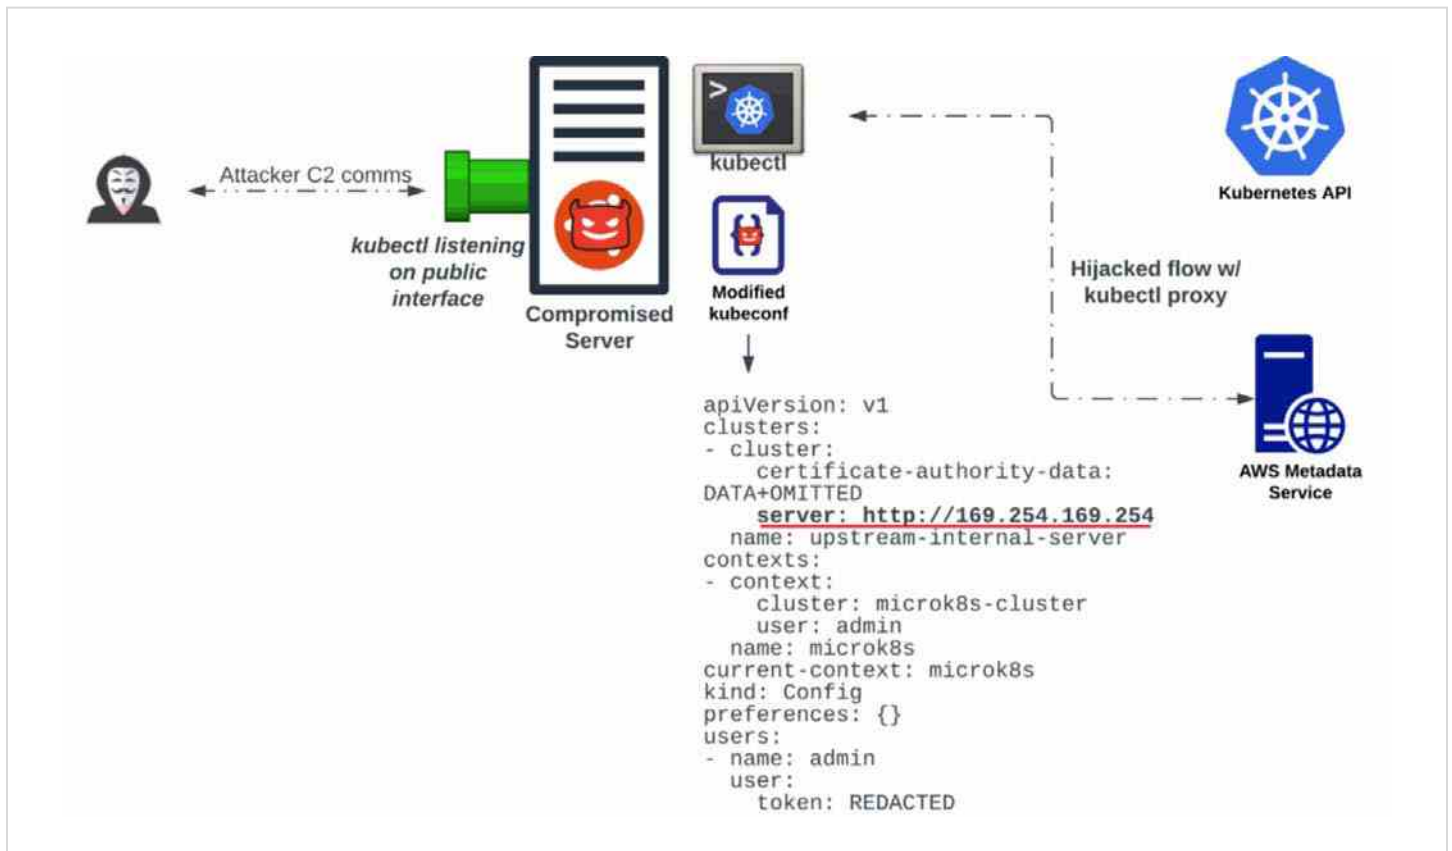 Attacker C2 comms
kubectl listening
on public
interface
Compromised
Server
>
kubectl
Modified
kubeconf
Kubernetes API
Hijacked flow w/
kubectl proxy
AWS Metadata
Service
apiVersion: v1
clusters:
- cluster:
certificate-authority-data:
DATA+OMITTED
server: http://169.254.169.254
name: upstream-internal-server
contexts:
- context:
cluster: microk8s-cluster
user: admin
name: microk8s
current-context: microk8s
kind: Config
preferences: {}
users:
- name: admin
user:
token: REDACTED